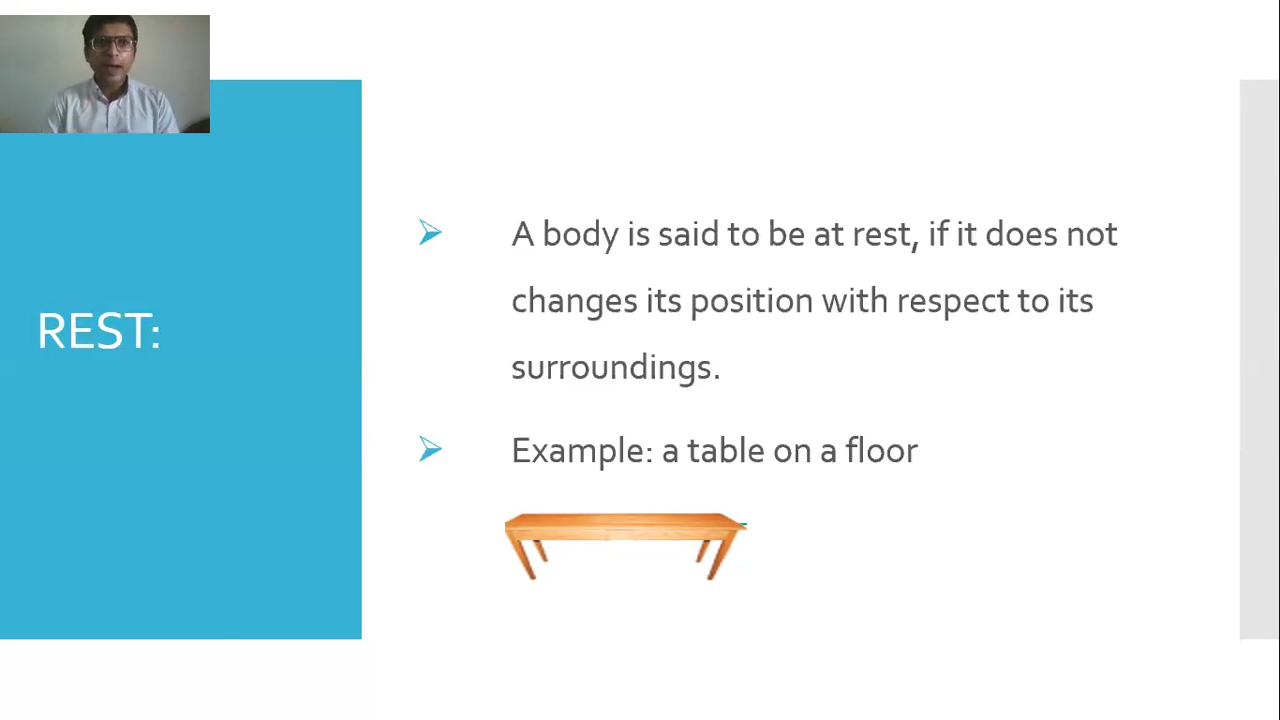 REST:
A body is said to be at rest, if it does not
changes its position with respect to its
surroundings.
Example: a table on a floor